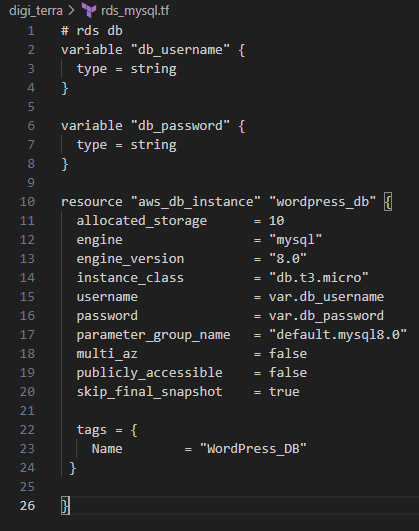 digi_terra > rds_mysql.tf
1 # rds db
2 variable "db_username" {
3   type = string
4 }
5
6 variable "db_password" {
7   type = string
8 }
9
10 resource "aws_db_instance" "wordpress_db" {
11   allocated_storage      = 10
12   engine                 = "mysql"
13   engine_version         = "8.0"
14   instance_class         = "db.t3.micro"
15   username               = var.db_username
16   password               = var.db_password
17   parameter_group_name   = "default.mysql8.0"
18   multi_az               = false
19   publicly_accessible    = false
20   skip_final_snapshot    = true
21
22   tags = {
23     Name        = "WordPress_DB"
24  }
25
26 }